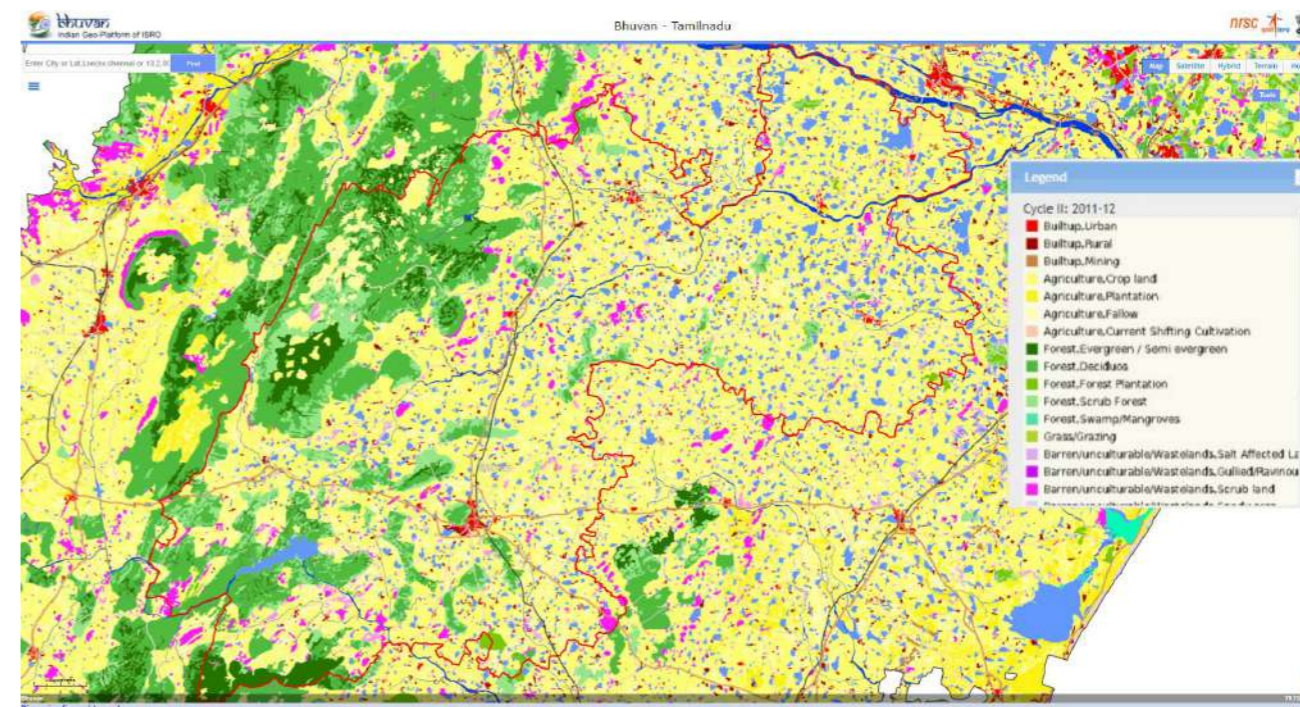 bhuvan
Indian Geo-Platform of ISRO
Bhuvan - Tamilnadu
nrsc
Find
Map Satellite Hybrid Terrain
Tools
Legend
Cycle II: 2011-12
Builtup,Urban
Builtup,Rural
Builtup,Mining
Agriculture,Crop land
Agriculture,Plantation
Agriculture,Fallow
Agriculture,Current Shifting Cultivation
Forest,Evergreen / Semi evergreen
Forest,Deciduos
Forest,Forest Plantation
Forest,Scrub Forest
Forest,Swamp/Mangroves
Grass/Grazing
Barren/unculturable/Wastelands,Salt Affected La
Barren/unculturable/Wastelands,Gullied/Ravinou
Barren/unculturable/Wastelands,Scrub land